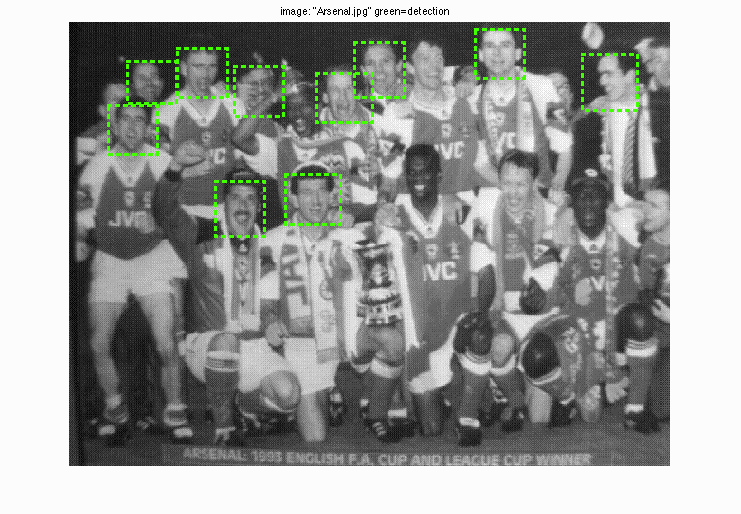 image: "Arsenal.jpg" green=detection
JVC
JVC
JVC
JVC
ARSENAL: 1993 ENGLISH F.A. CUP AND LEAGUE CUP WINNER